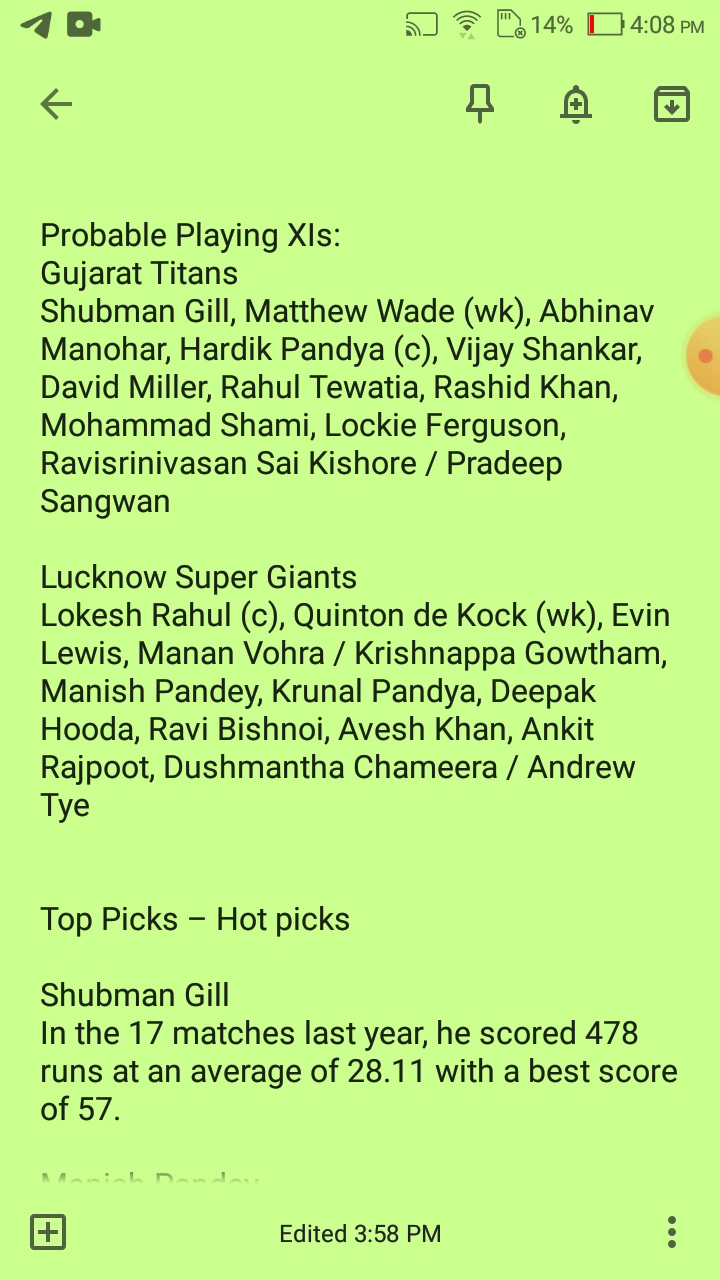 14% 4:08 PM
Probable Playing XIs:
Gujarat Titans
Shubman Gill, Matthew Wade (wk), Abhinav
Manohar, Hardik Pandya (c), Vijay Shankar,
David Miller, Rahul Tewatia, Rashid Khan,
Mohammad Shami, Lockie Ferguson,
Ravisrinivasan Sai Kishore / Pradeep
Sangwan
Lucknow Super Giants
Lokesh Rahul (c), Quinton de Kock (wk), Evin
Lewis, Manan Vohra / Krishnappa Gowtham,
Manish Pandey, Krunal Pandya, Deepak
Hooda, Ravi Bishnoi, Avesh Khan, Ankit
Rajpoot, Dushmantha Chameera / Andrew
Tye
Top Picks – Hot picks
Shubman Gill
In the 17 matches last year, he scored 478
runs at an average of 28.11 with a best score
of 57.
Manish Pandey
Edited 3:58 PM